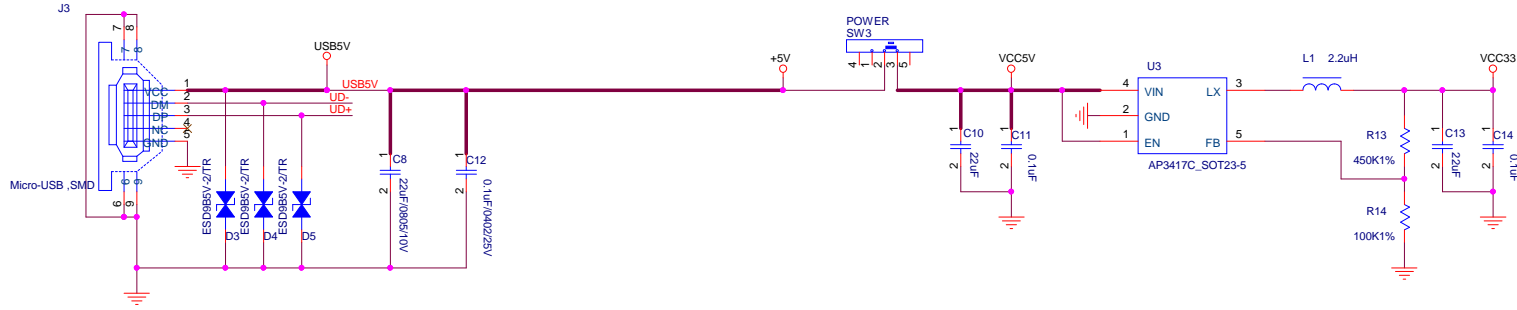 J3
7
8
7
8
VCC
DM
DP
NC
GND
1
2
3
4
5
6
9
6
9
Micro-USB ,SMD
USB5V
USB5V
UD-
UD+
ESD9B5V-2/TR
D3
ESD9B5V-2/TR
D4
ESD9B5V-2/TR
D5
1
2
C8
22uF/0805/10V
1
2
C12
0.1uF/0402/25V
+5V
POWER
SW3
4
1
2
3
5
VCC5V
1
2
C10
22uF
1
2
C11
0.1uF
U3
4
VIN
LX
3
2
GND
1
EN
FB
5
AP3417C_SOT23-5
L1 2.2uH
VCC33
R13
450K1%
R14
100K1%
1
2
C13
22uF
1
2
C14
0.1uF